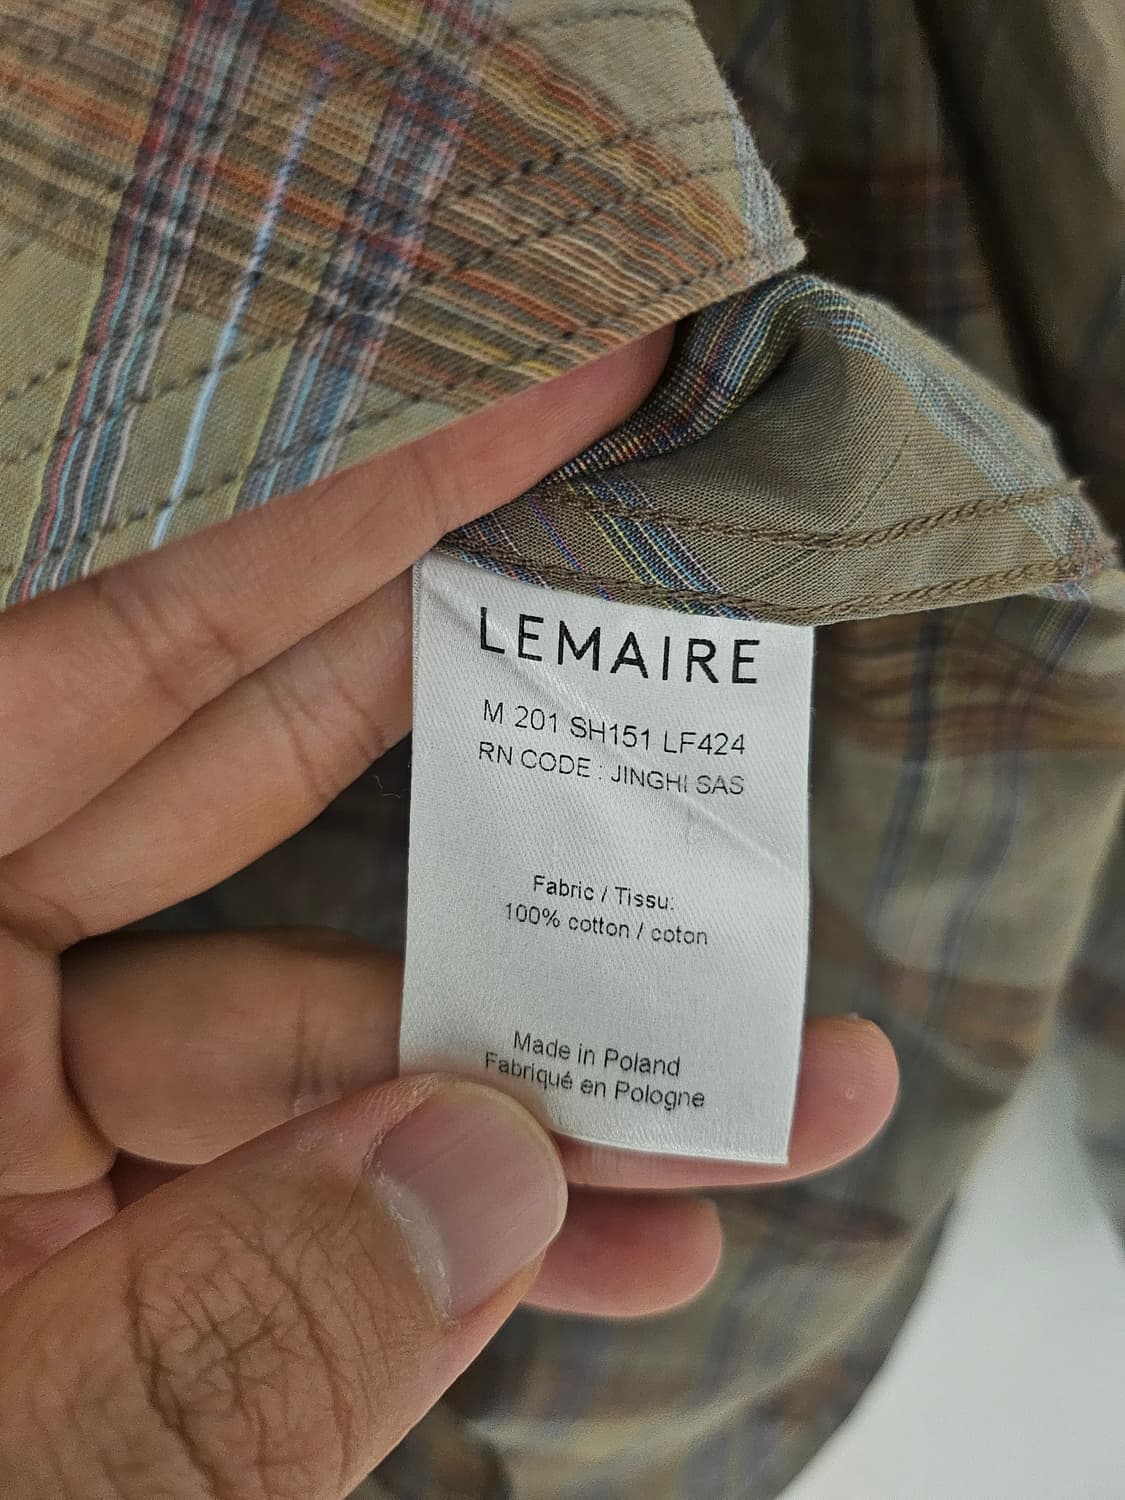 LEMAIRE
M 201 SH151 LF424
RN CODE : JINGHI SAS
Fabric / Tissu:
100% cotton / coton
Made in Poland
Fabriqué en Pologne